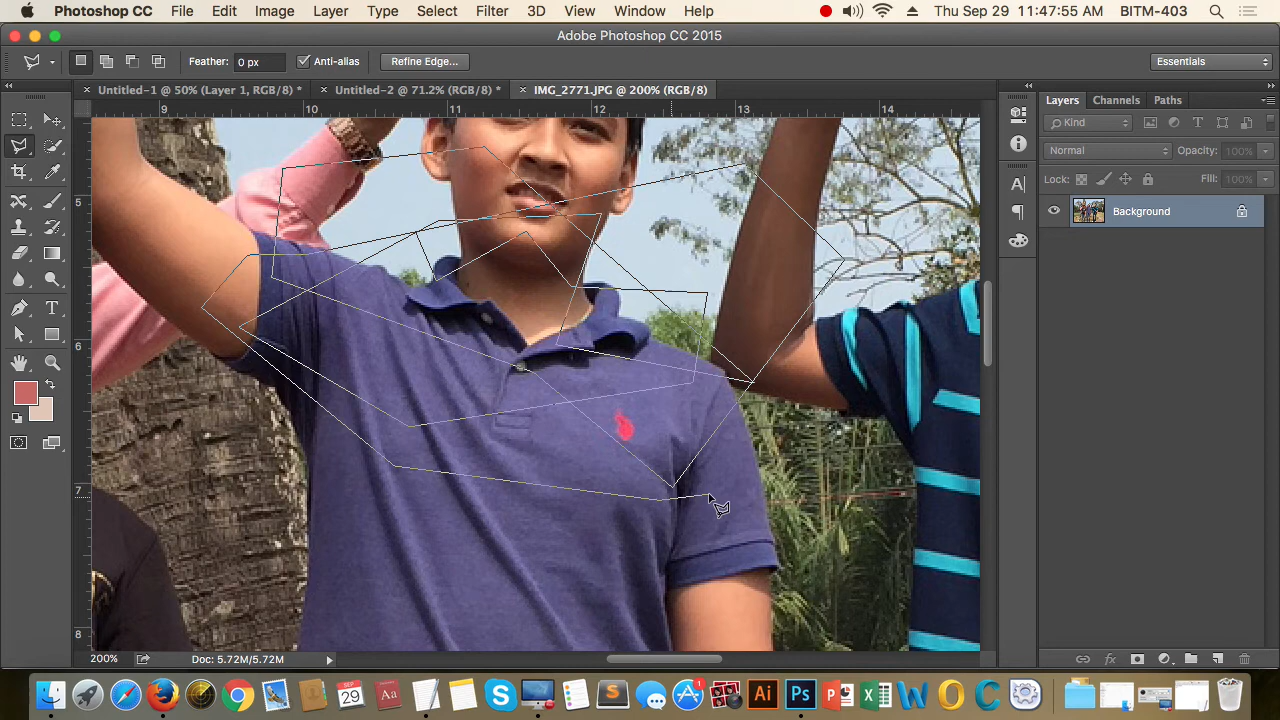 Photoshop CC File Edit Image Layer Type Select Filter 3D View Window Help Thu Sep 29 11:47:55 AM BITM-403
Adobe Photoshop CC 2015
Feather: 0 px Anti-alias Refine Edge... Essentials
Untitled-1 @ 50% (Layer 1, RGB/8) * Untitled-2 @ 71.2% (RGB/8) * IMG_2771.JPG @ 200% (RGB/8)
Layers Channels Paths
9 10 11 12 13 14
Kind
Normal Opacity: 100%
Lock: Fill: 100%
5
Background
6
7
8
200% Doc: 5.72M/5.72M